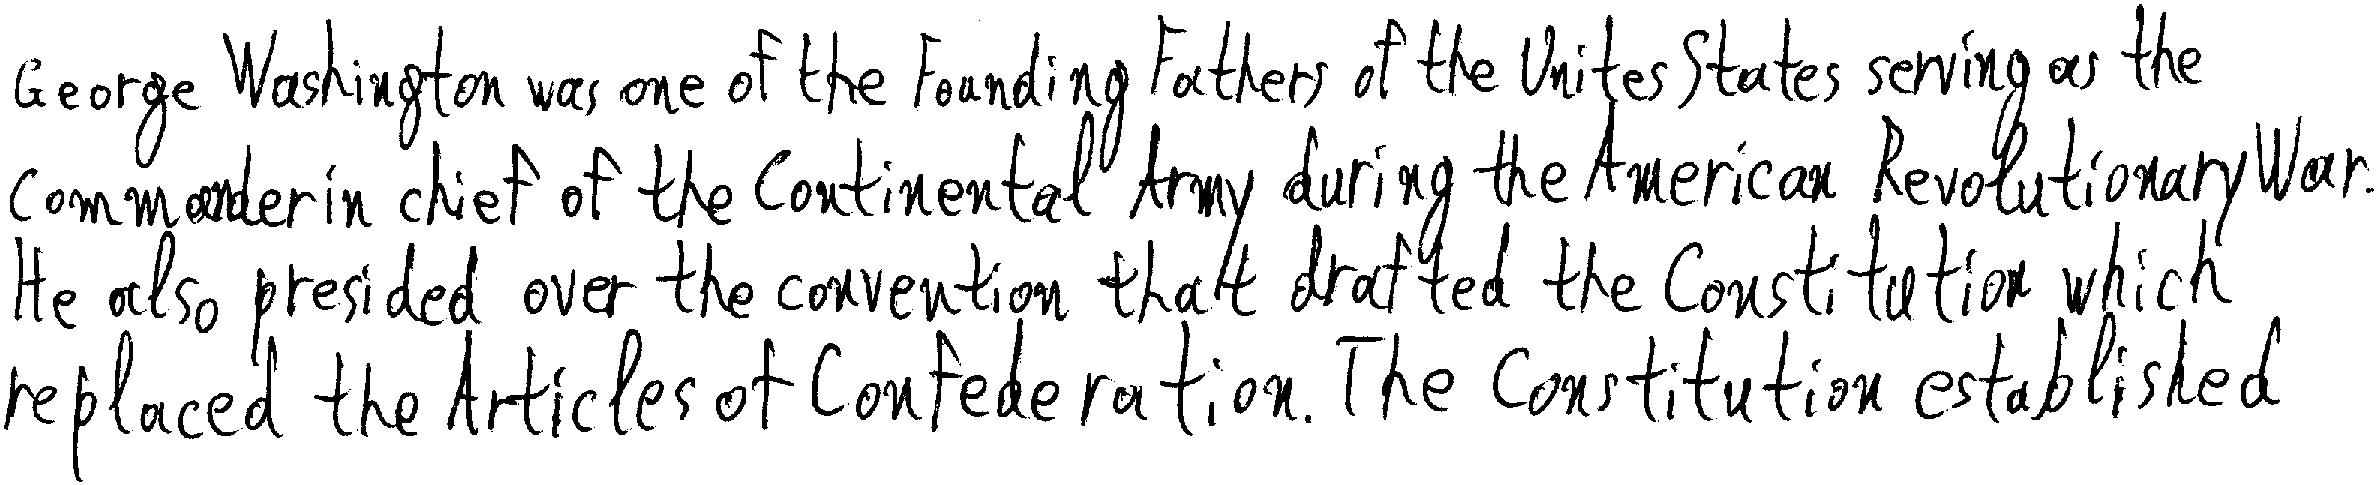 George Washington was one of the Founding Fathers of the Unites States serving as the
Commander in chief of the Continental Army during the American Revolutionary War.
He also presided over the convention that drafted the Constitution which
replaced the Articles of Confederation. The Constitution established